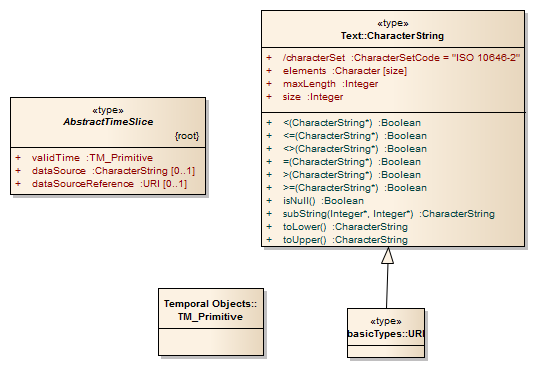 «type»
Text::CharacterString
+ /characterSet :CharacterSetCode = "ISO 10646-2"
+ elements :Character [size]
+ maxLength :Integer
+ size :Integer
+ <(CharacterString*) :Boolean
+ <=(CharacterString*) :Boolean
+ <>(CharacterString*) :Boolean
+ =(CharacterString*) :Boolean
+ >(CharacterString*) :Boolean
+ >=(CharacterString*) :Boolean
+ isNull() :Boolean
+ subString(Integer*, Integer*) :CharacterString
+ toLower() :CharacterString
+ toUpper() :CharacterString
«type»
AbstractTimeSlice
{root}
+ validTime :TM_Primitive
+ dataSource :CharacterString [0..1]
+ dataSourceReference :URI [0..1]
Temporal Objects::
TM_Primitive
«type»
basicTypes::URI